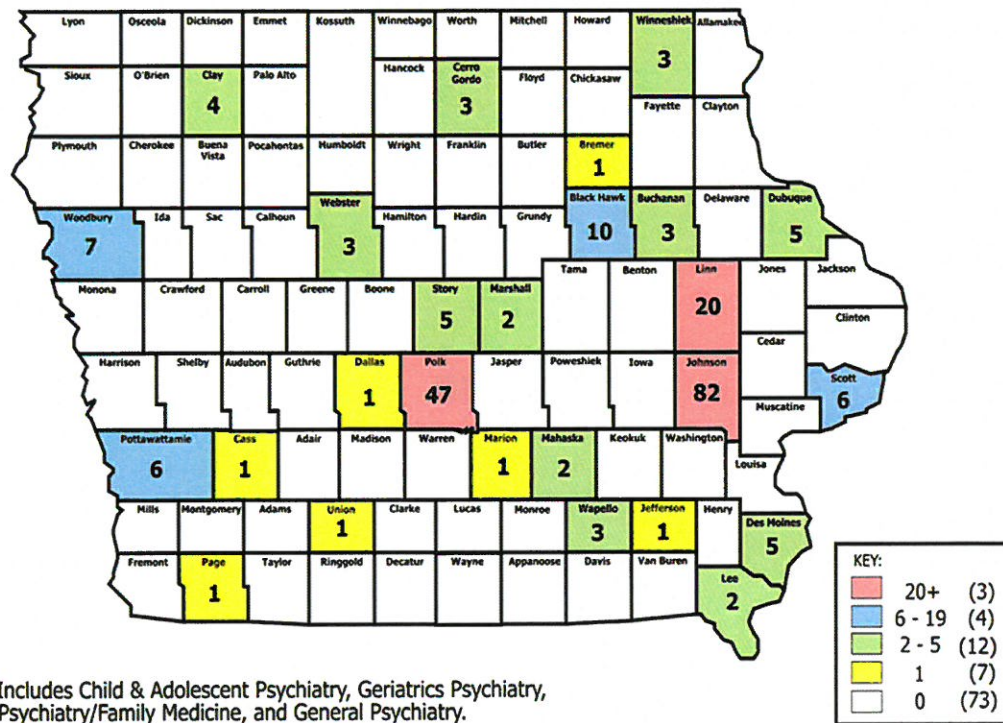 Lyon Osceola Dickinson Emmet Kossuth Winnebago Worth Mitchell Howard Winneshiek Allamakee
3
Sioux O'Brien Clay Palo Alto Hancock Cerro Gordo Floyd Chickasaw
4 3
Fayette Clayton
Plymouth Cherokee Buena Vista Pocahontas Humboldt Wright Franklin Butler Bremer
1
Woodbury Ida Sac Calhoun Webster Hamilton Hardin Grundy Black Hawk Buchanan Delaware Dubuque
7 3 10 3 5
Monona Crawford Carroll Greene Boone Story Marshall Tama Benton Linn Jones Jackson
5 2 20
Clinton
Cedar
Harrison Shelby Audubon Guthrie Dallas Polk Jasper Poweshiek Iowa Johnson Scott
1 47 82 6
Muscatine
Pottawattamie Cass Adair Madison Warren Marion Mahaska Keokuk Washington
6 1 1 2
Louisa
Mills Montgomery Adams Union Clarke Lucas Monroe Wapello Jefferson Henry Des Moines
1 3 1 5
Fremont Page Taylor Ringgold Decatur Wayne Appanoose Davis Van Buren Lee
1 2
KEY:
20+ (3)
6 - 19 (4)
2 - 5 (12)
1 (7)
0 (73)
Includes Child & Adolescent Psychiatry, Geriatrics Psychiatry,
Psychiatry/Family Medicine, and General Psychiatry.